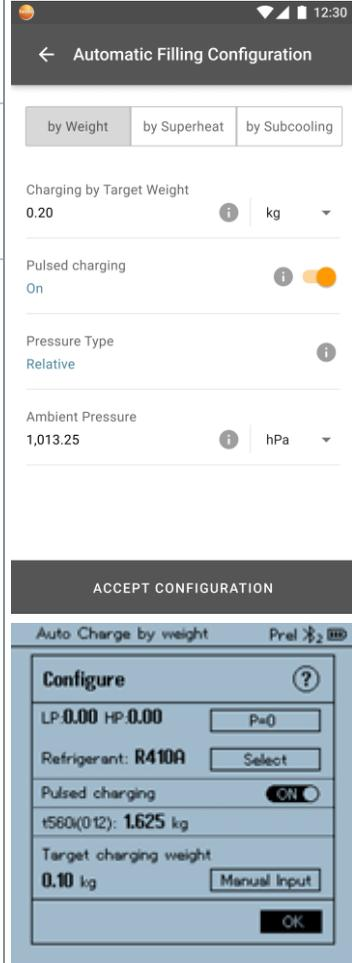 12:30
Automatic Filling Configuration
by Weight by Superheat by Subcooling
Charging by Target Weight
0.20 kg
Pulsed charging
On
Pressure Type
Relative
Ambient Pressure
1,013.25 hPa
ACCEPT CONFIGURATION
Auto Charge by weight Prel 2
Configure ?
LP:0.00 HP:0.00 P=0
Refrigerant: R410A Select
Pulsed charging ON
t560i(012): 1.625 kg
Target charging weight
0.10 kg Manual Input
OK